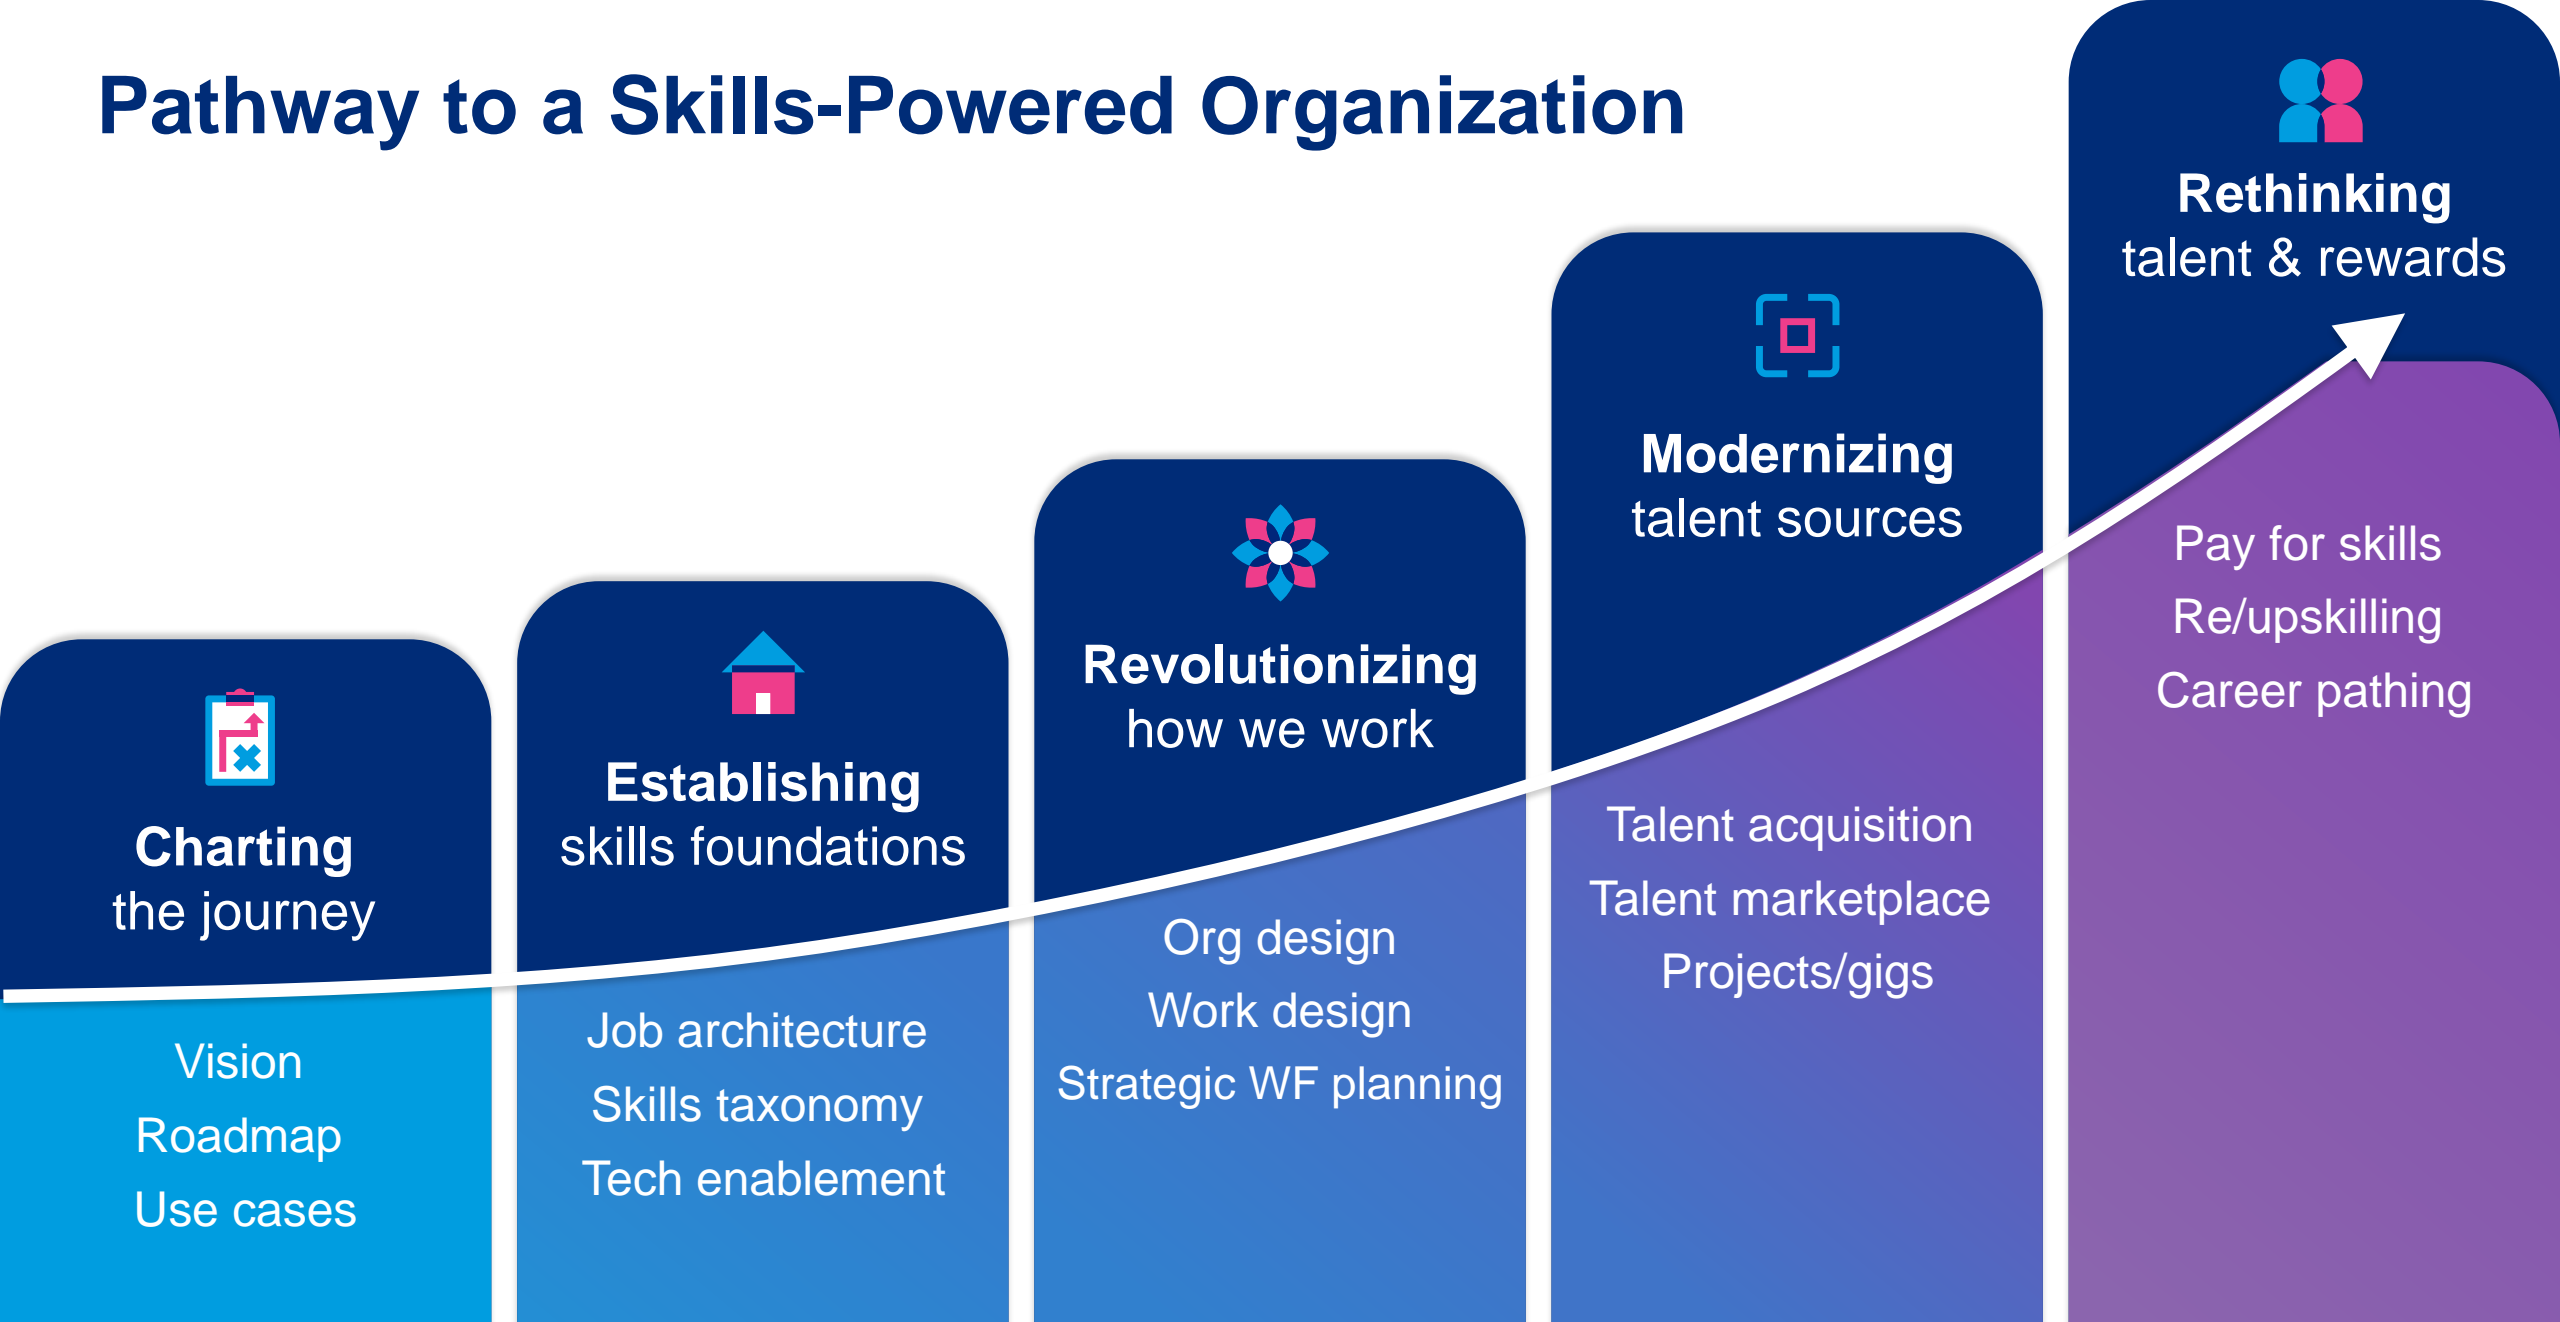 Pathway to a Skills-Powered Organization
Charting
the journey
Vision
Roadmap
Use cases
Establishing
skills foundations
Job architecture
Skills taxonomy
Tech enablement
Revolutionizing
how we work
Org design
Work design
Strategic WF planning
Modernizing
talent sources
Talent acquisition
Talent marketplace
Projects/gigs
Rethinking
talent & rewards
Pay for skills
Re/upskilling
Career pathing